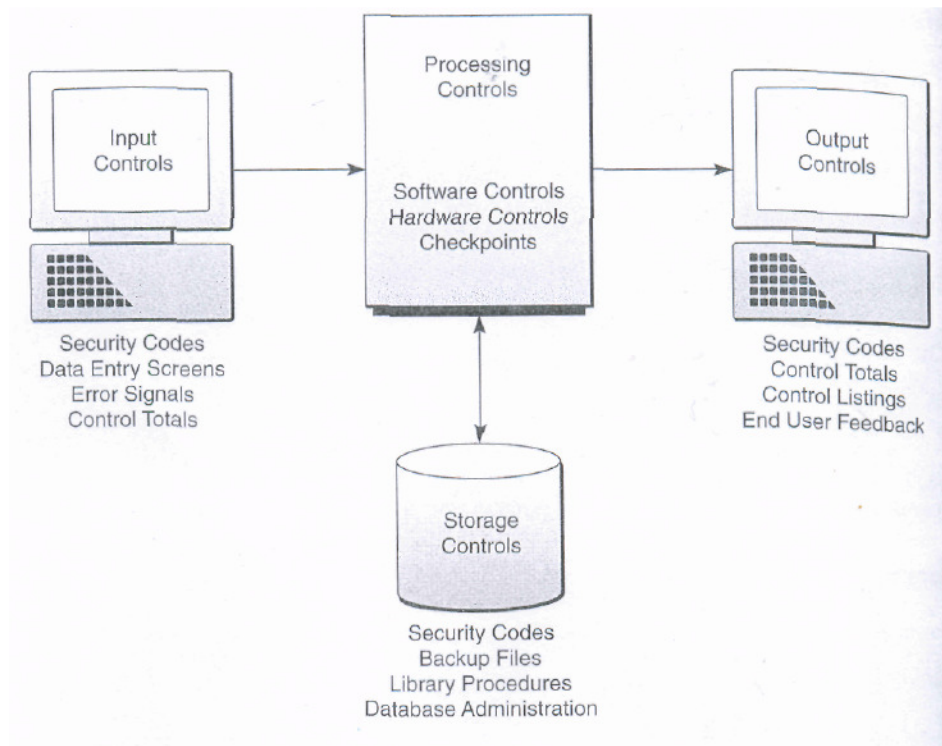 Processing
Controls
Software Controls
Hardware Controls
Checkpoints
Input
Controls
Security Codes
Data Entry Screens
Error Signals
Control Totals
Output
Controls
Security Codes
Control Totals
Control Listings
End User Feedback
Storage
Controls
Security Codes
Backup Files
Library Procedures
Database Administration